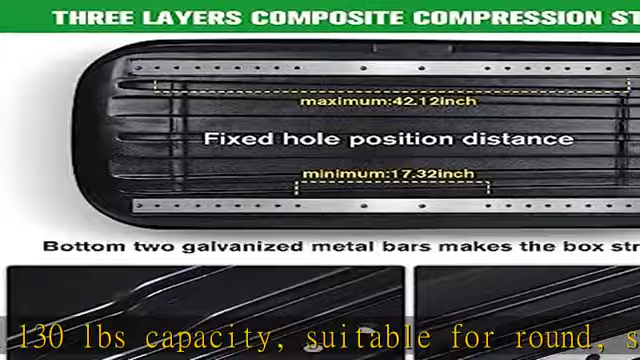 THREE LAYERS COMPOSITE COMPRESSION ST
maximum:42.12inch
Fixed hole position distance
minimum:17.32inch
Bottom two galvanized metal bars makes the box str
130 lbs capacity, suitable for round, s